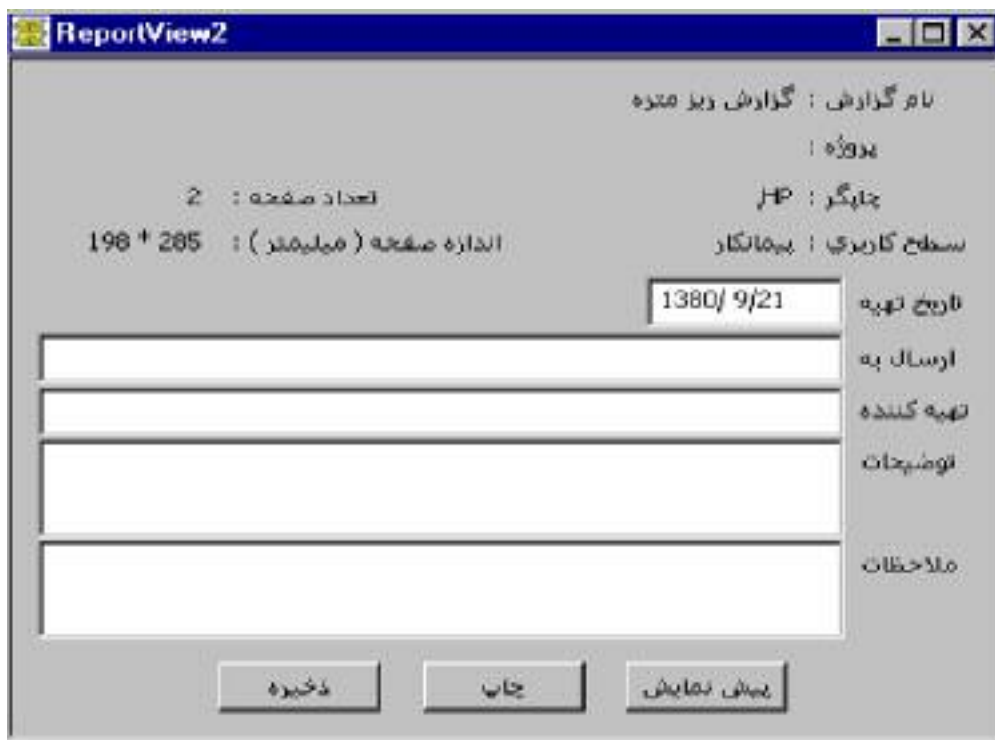 ReportView2
نام گزارش : گزارش ریز متره
پروژه :
چاپگر : HP, تعداد صفحه : 2
سطح کاربري : پیمانکار اندازه صفحه ( میلیمتر ) : 198 * 285
تاریخ تهیه 1380/ 9/21
ارسال به
تهیه کننده
توضیحات
ملاحظات
پیش نمایش چاپ ذخیره